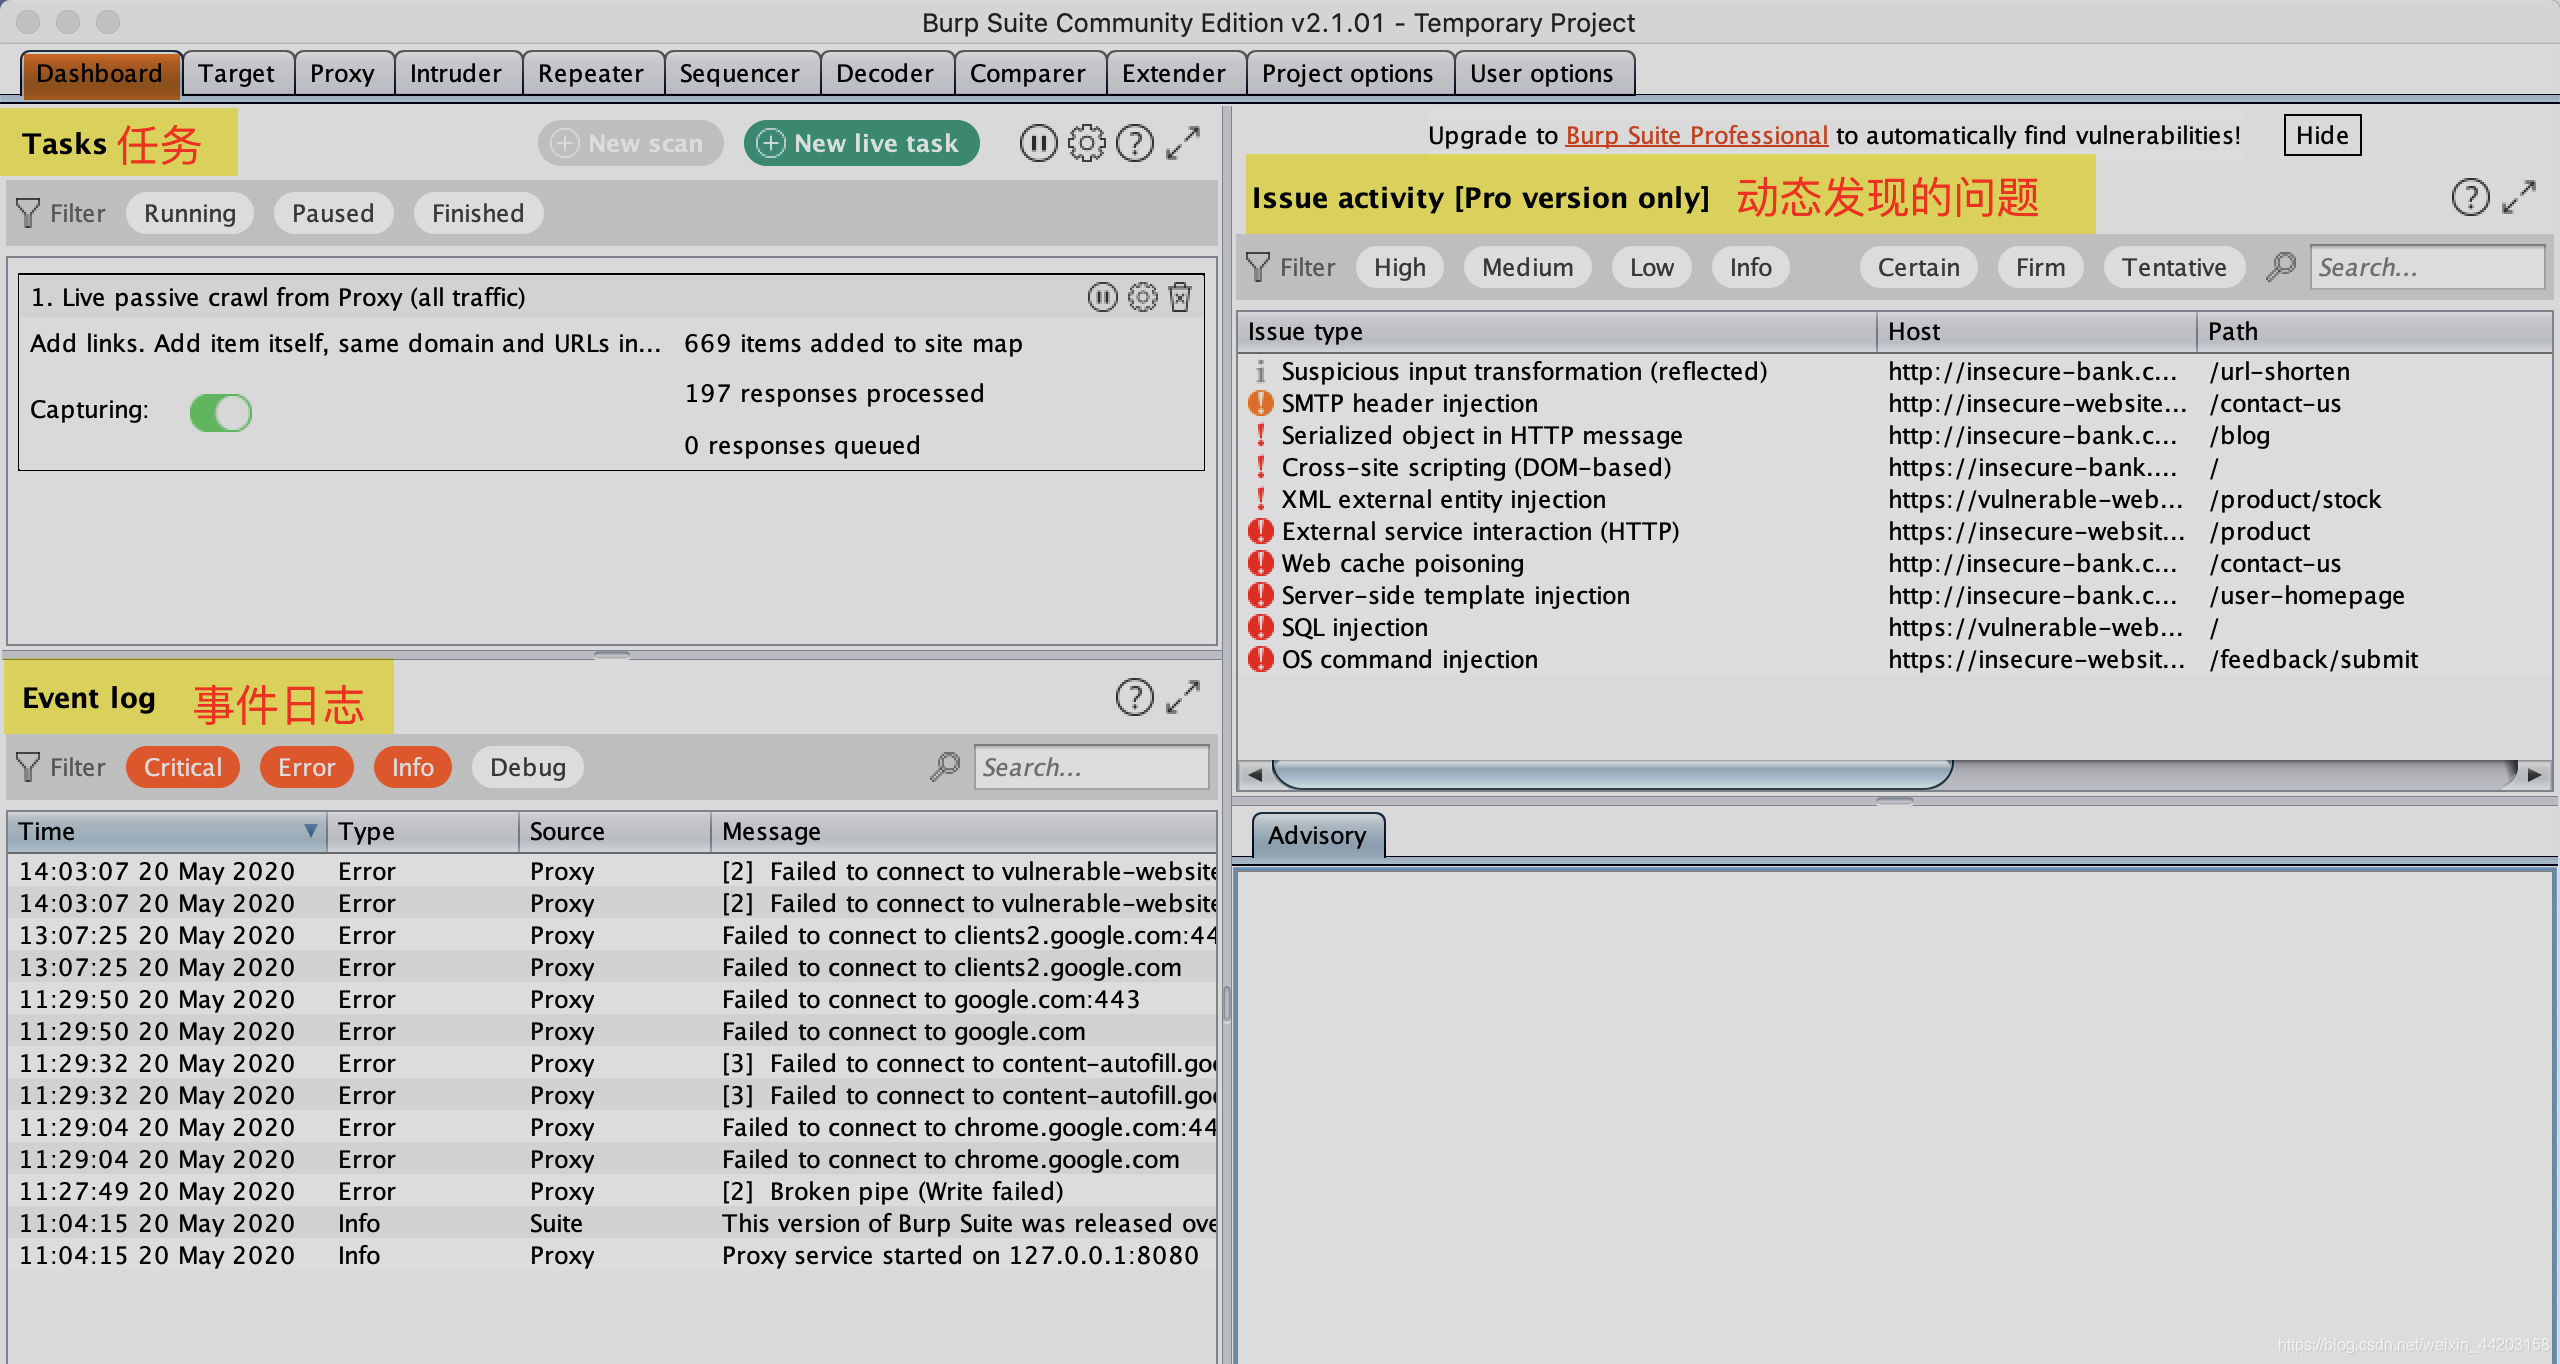 Burp Suite Community Edition v2.1.01 - Temporary Project
Dashboard Target Proxy Intruder Repeater Sequencer Decoder Comparer Extender Project options User options
Tasks 任务 New scan New live task
Filter Running Paused Finished
1. Live passive crawl from Proxy (all traffic)
Add links. Add item itself, same domain and URLs in... 669 items added to site map
197 responses processed
Capturing:
0 responses queued
Event log 事件日志
Filter Critical Error Info Debug Search...
Time Type Source Message
14:03:07 20 May 2020 Error Proxy [2] Failed to connect to vulnerable-website
14:03:07 20 May 2020 Error Proxy [2] Failed to connect to vulnerable-website
13:07:25 20 May 2020 Error Proxy Failed to connect to clients2.google.com:44
13:07:25 20 May 2020 Error Proxy Failed to connect to clients2.google.com
11:29:50 20 May 2020 Error Proxy Failed to connect to google.com:443
11:29:50 20 May 2020 Error Proxy Failed to connect to google.com
11:29:32 20 May 2020 Error Proxy [3] Failed to connect to content-autofill.goo
11:29:32 20 May 2020 Error Proxy [3] Failed to connect to content-autofill.goo
11:29:04 20 May 2020 Error Proxy Failed to connect to chrome.google.com:44
11:29:04 20 May 2020 Error Proxy Failed to connect to chrome.google.com
11:27:49 20 May 2020 Error Proxy [2] Broken pipe (Write failed)
11:04:15 20 May 2020 Info Suite This version of Burp Suite was released ove
11:04:15 20 May 2020 Info Proxy Proxy service started on 127.0.0.1:8080
Upgrade to Burp Suite Professional to automatically find vulnerabilities! Hide
Issue activity [Pro version only] 动态发现的问题
Filter High Medium Low Info Certain Firm Tentative Search...
Issue type Host Path
Suspicious input transformation (reflected) http://insecure-bank.c... /url-shorten
SMTP header injection http://insecure-website... /contact-us
Serialized object in HTTP message http://insecure-bank.c... /blog
Cross-site scripting (DOM-based) https://insecure-bank.... /
XML external entity injection https://vulnerable-web... /product/stock
External service interaction (HTTP) https://insecure-websit... /product
Web cache poisoning http://insecure-bank.c... /contact-us
Server-side template injection http://insecure-bank.c... /user-homepage
SQL injection https://vulnerable-web... /
OS command injection https://insecure-websit... /feedback/submit
Advisory
https://blog.csdn.net/weixin_44203158